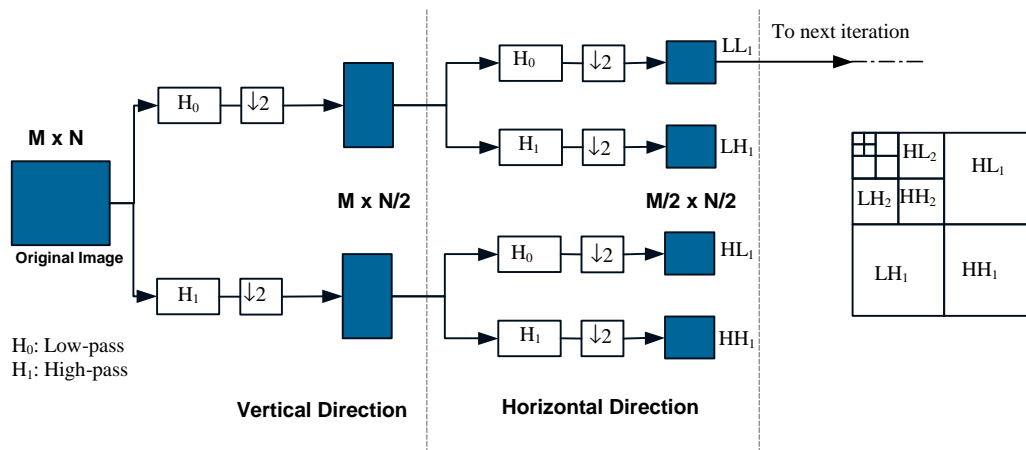 To next iteration
LL₁
H₀
↓2
H₀
↓2
M x N
H₁
↓2
LH₁
HL₂
HL₁
M x N/2
M/2 x N/2
LH₂
HH₂
Original Image
H₀
↓2
HL₁
H₁
↓2
LH₁
HH₁
H₁
↓2
HH₁
H₀: Low-pass
H₁: High-pass
Vertical Direction
Horizontal Direction